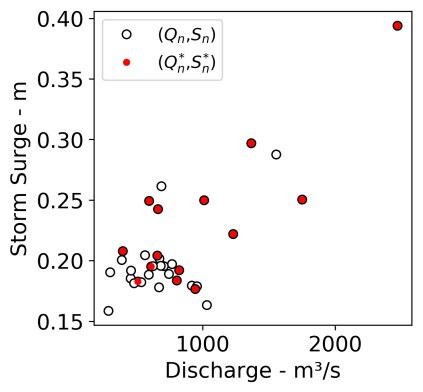 (Qn,Sn)
(Q*n,S*n)
0.40
0.35
0.30
0.25
0.20
0.15
Storm Surge - m
1000 2000
Discharge - m³/s